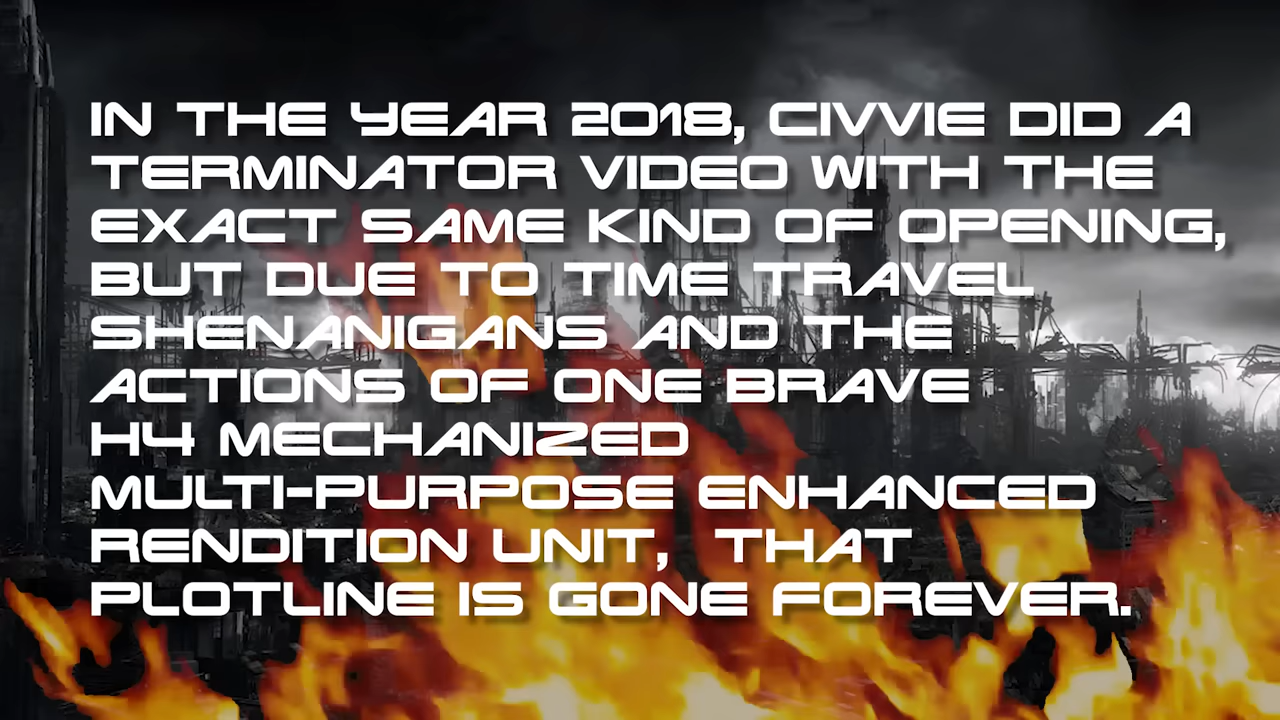 IN THE YEAR 2018, CIVVIE DID A
TERMINATOR VIDEO WITH THE
EXACT SAME KIND OF OPENING,
BUT DUE TO TIME TRAVEL
SHENANIGANS AND THE
ACTIONS OF ONE BRAVE
H4 MECHANIZED
MULTI-PURPOSE ENHANCED
RENDITION UNIT, THAT
PLOTLINE IS GONE FOREVER.